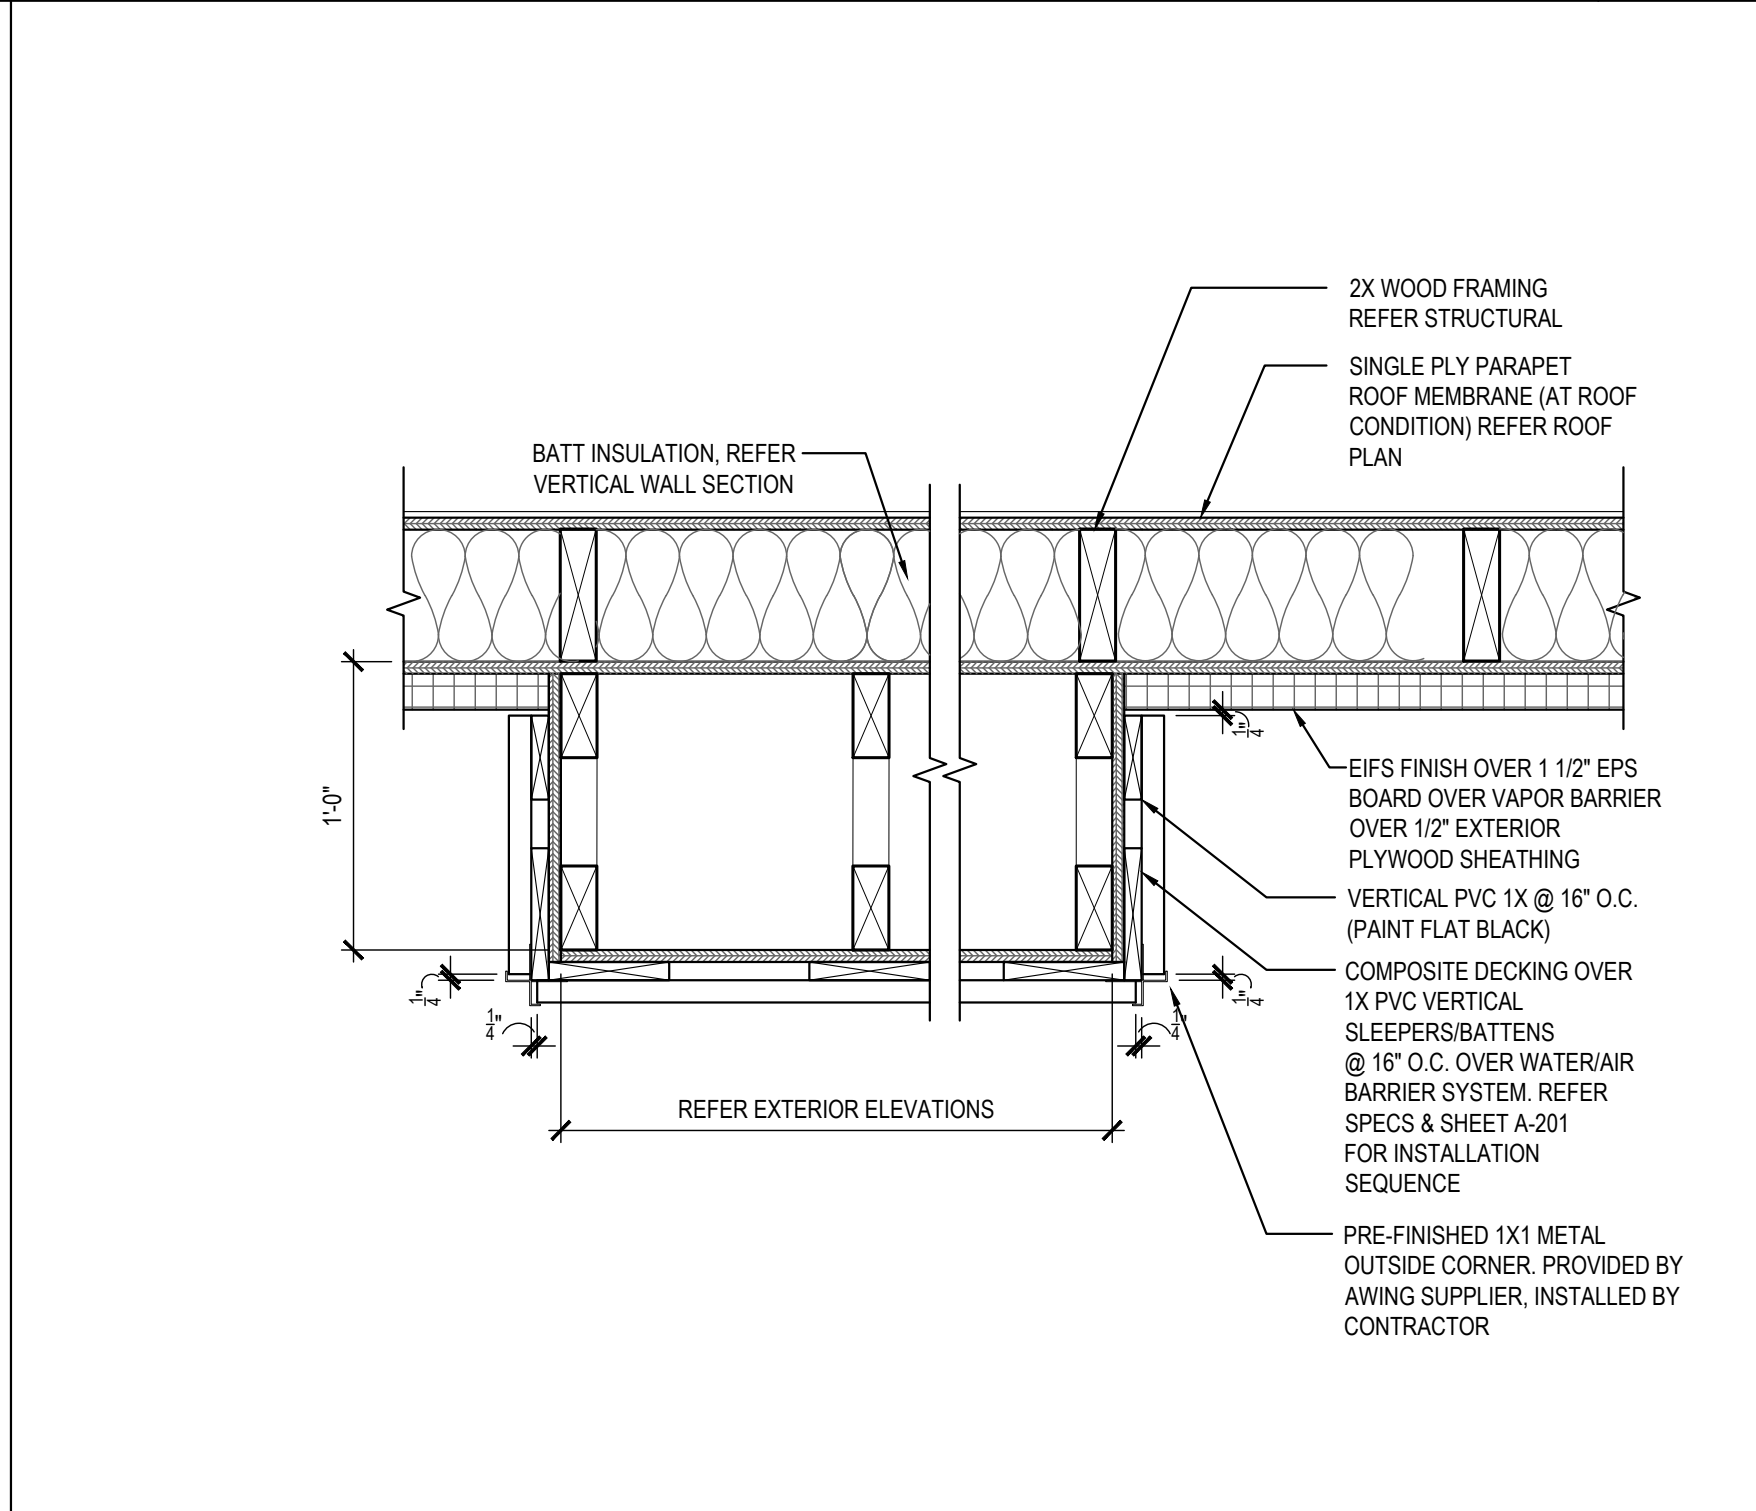 2X WOOD FRAMING
REFER STRUCTURAL
SINGLE PLY PARAPET
ROOF MEMBRANE (AT ROOF
CONDITION) REFER ROOF
PLAN
BATT INSULATION, REFER
VERTICAL WALL SECTION
1'-0"
1/4"
EIFS FINISH OVER 1 1/2" EPS
BOARD OVER VAPOR BARRIER
OVER 1/2" EXTERIOR
PLYWOOD SHEATHING
VERTICAL PVC 1X @ 16" O.C.
(PAINT FLAT BLACK)
COMPOSITE DECKING OVER
1X PVC VERTICAL
SLEEPERS/BATTENS
@ 16" O.C. OVER WATER/AIR
BARRIER SYSTEM. REFER
SPECS & SHEET A-201
FOR INSTALLATION
SEQUENCE
1/4"
1/4"
1/4"
1/4"
REFER EXTERIOR ELEVATIONS
PRE-FINISHED 1X1 METAL
OUTSIDE CORNER. PROVIDED BY
AWING SUPPLIER, INSTALLED BY
CONTRACTOR